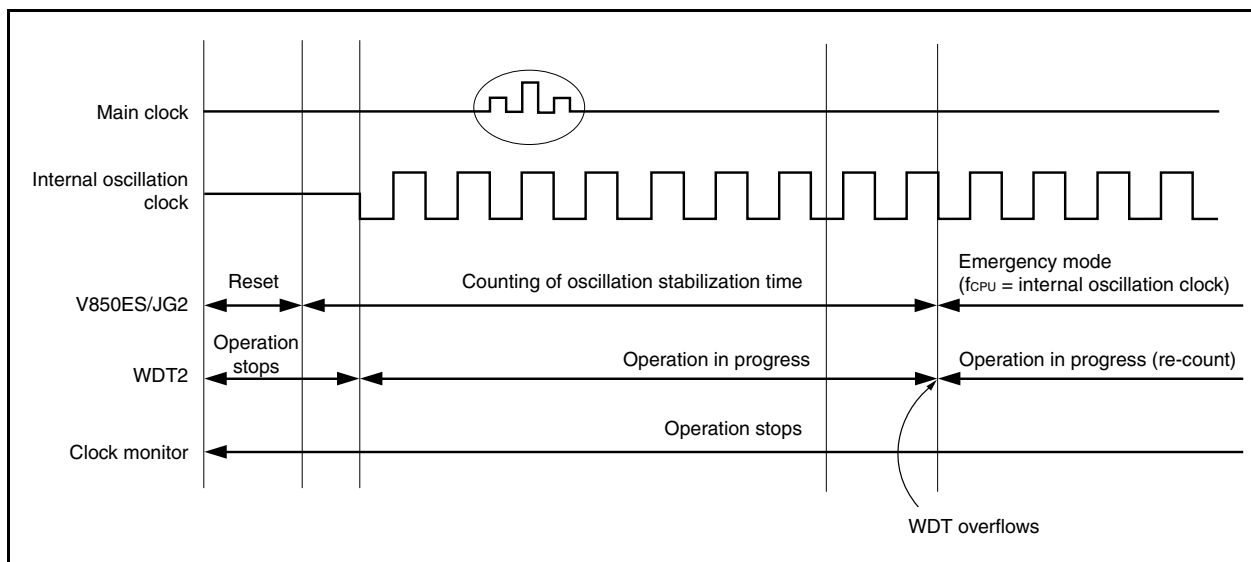 Main clock
Internal oscillation
clock
V850ES/JG2
Reset
Counting of oscillation stabilization time
Emergency mode
(fCPU = internal oscillation clock)
WDT2
Operation
stops
Operation in progress
Operation in progress (re-count)
Clock monitor
Operation stops
WDT overflows